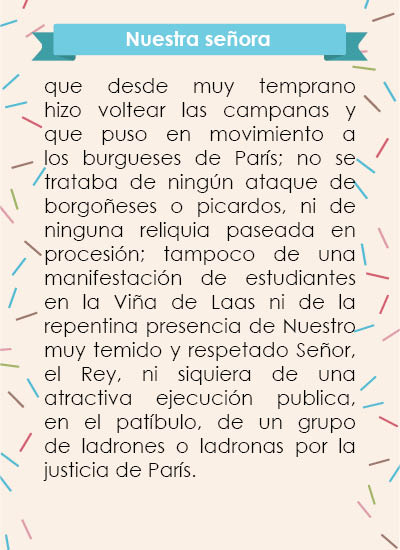 Nuestra señora
que desde muy temprano
hizo voltear las campanas y
que puso en movimiento a
los burgueses de París; no se
trataba de ningún ataque de
borgoñeses o picardos, ni de
ninguna reliquia paseada en
procesión; tampoco de una
manifestación de estudiantes
en la Viña de Laas ni de la
repentina presencia de Nuestro
muy temido y respetado Señor,
el Rey, ni siquiera de una
atractiva ejecución publica,
en el patíbulo, de un grupo
de ladrones o ladronas por la
justicia de París.